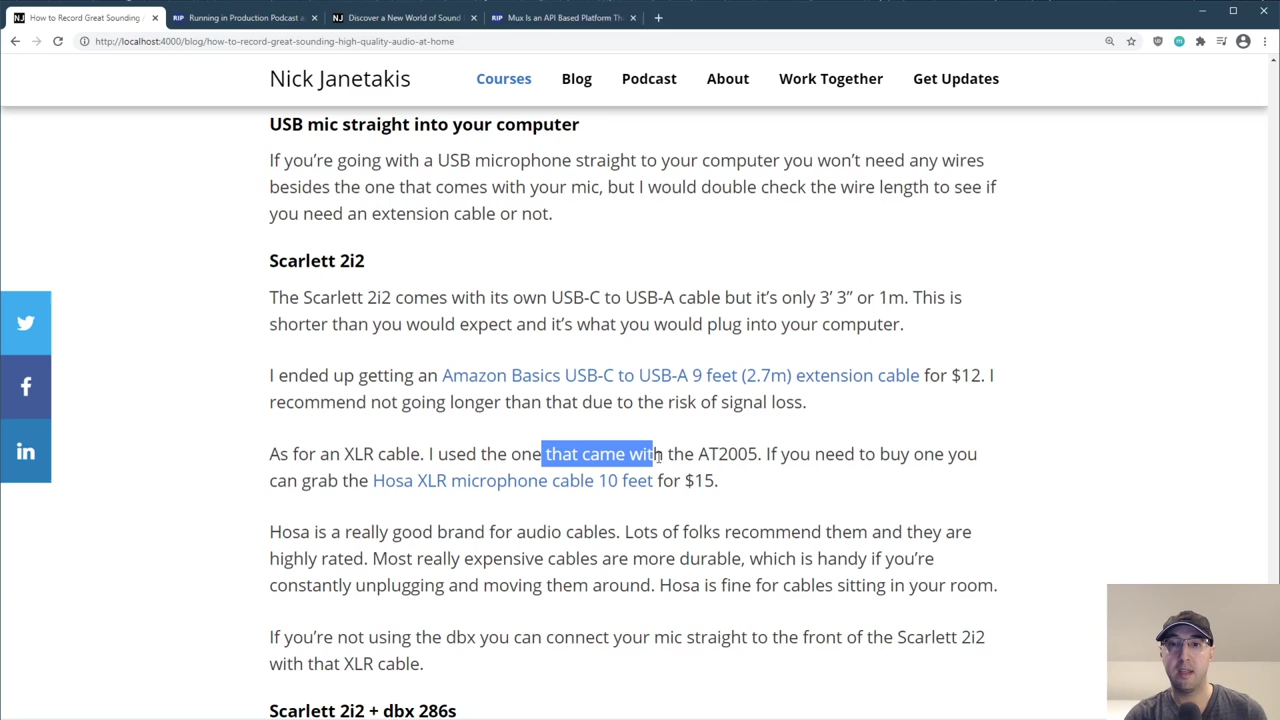 How to Record Great Sounding
Running in Production Podcast
Discover a New World of Sound
Mux Is an API Based Platform Th
http://localhost:4000/blog/how-to-record-great-sounding-high-quality-audio-at-home
Nick Janetakis
Courses
Blog
Podcast
About
Work Together
Get Updates
USB mic straight into your computer
If you’re going with a USB microphone straight to your computer you won’t need any wires
besides the one that comes with your mic, but I would double check the wire length to see if
you need an extension cable or not.
Scarlett 2i2
The Scarlett 2i2 comes with its own USB-C to USB-A cable but it’s only 3’ 3” or 1m. This is
shorter than you would expect and it’s what you would plug into your computer.
I ended up getting an Amazon Basics USB-C to USB-A 9 feet (2.7m) extension cable for $12. I
recommend not going longer than that due to the risk of signal loss.
As for an XLR cable. I used the one that came with the AT2005. If you need to buy one you
can grab the Hosa XLR microphone cable 10 feet for $15.
Hosa is a really good brand for audio cables. Lots of folks recommend them and they are
highly rated. Most really expensive cables are more durable, which is handy if you’re
constantly unplugging and moving them around. Hosa is fine for cables sitting in your room.
If you’re not using the dbx you can connect your mic straight to the front of the Scarlett 2i2
with that XLR cable.
Scarlett 2i2 + dbx 286s